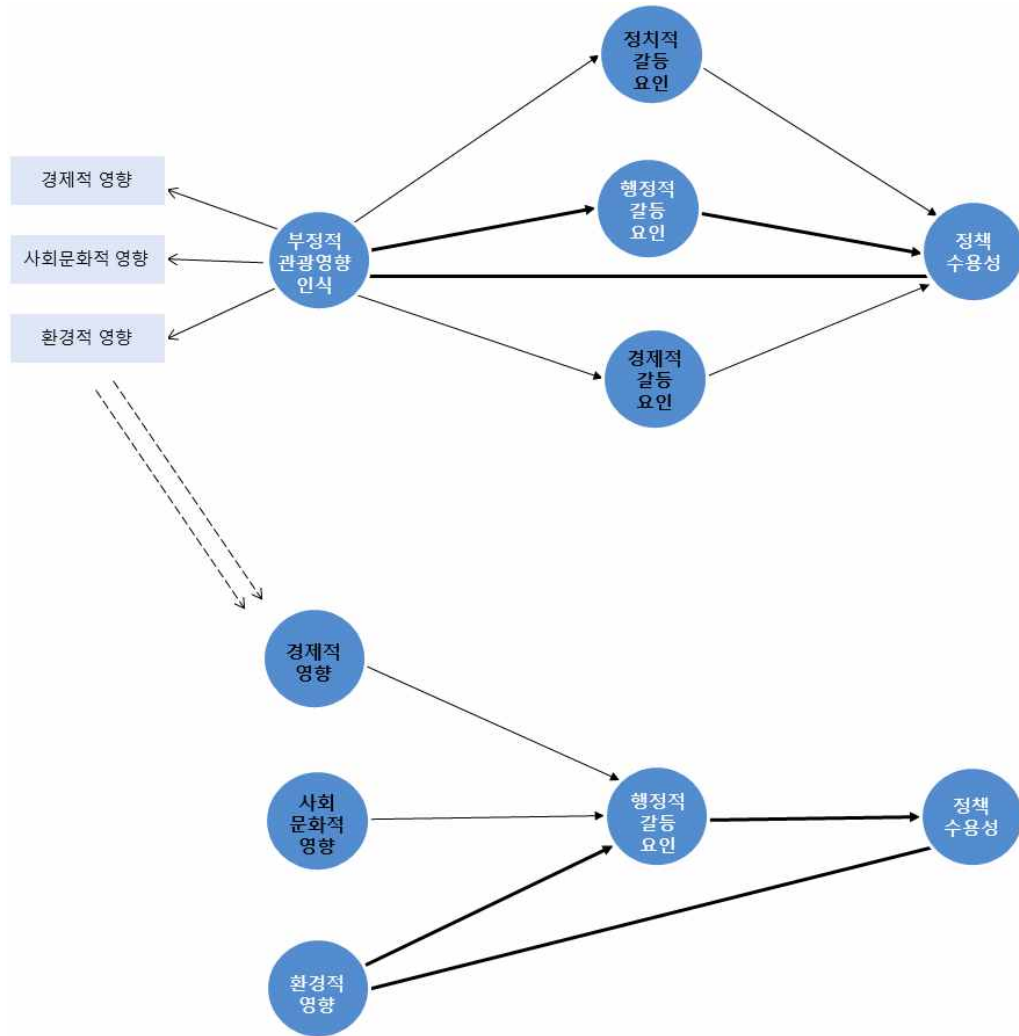 정치적
갈등
요인
경제적 영향
행정적
갈등
요인
사회문화적 영향
부정적
관광영향
인식
정책
수용성
환경적 영향
경제적
갈등
요인
경제적
영향
사회
문화적
영향
행정적
갈등
요인
정책
수용성
환경적
영향